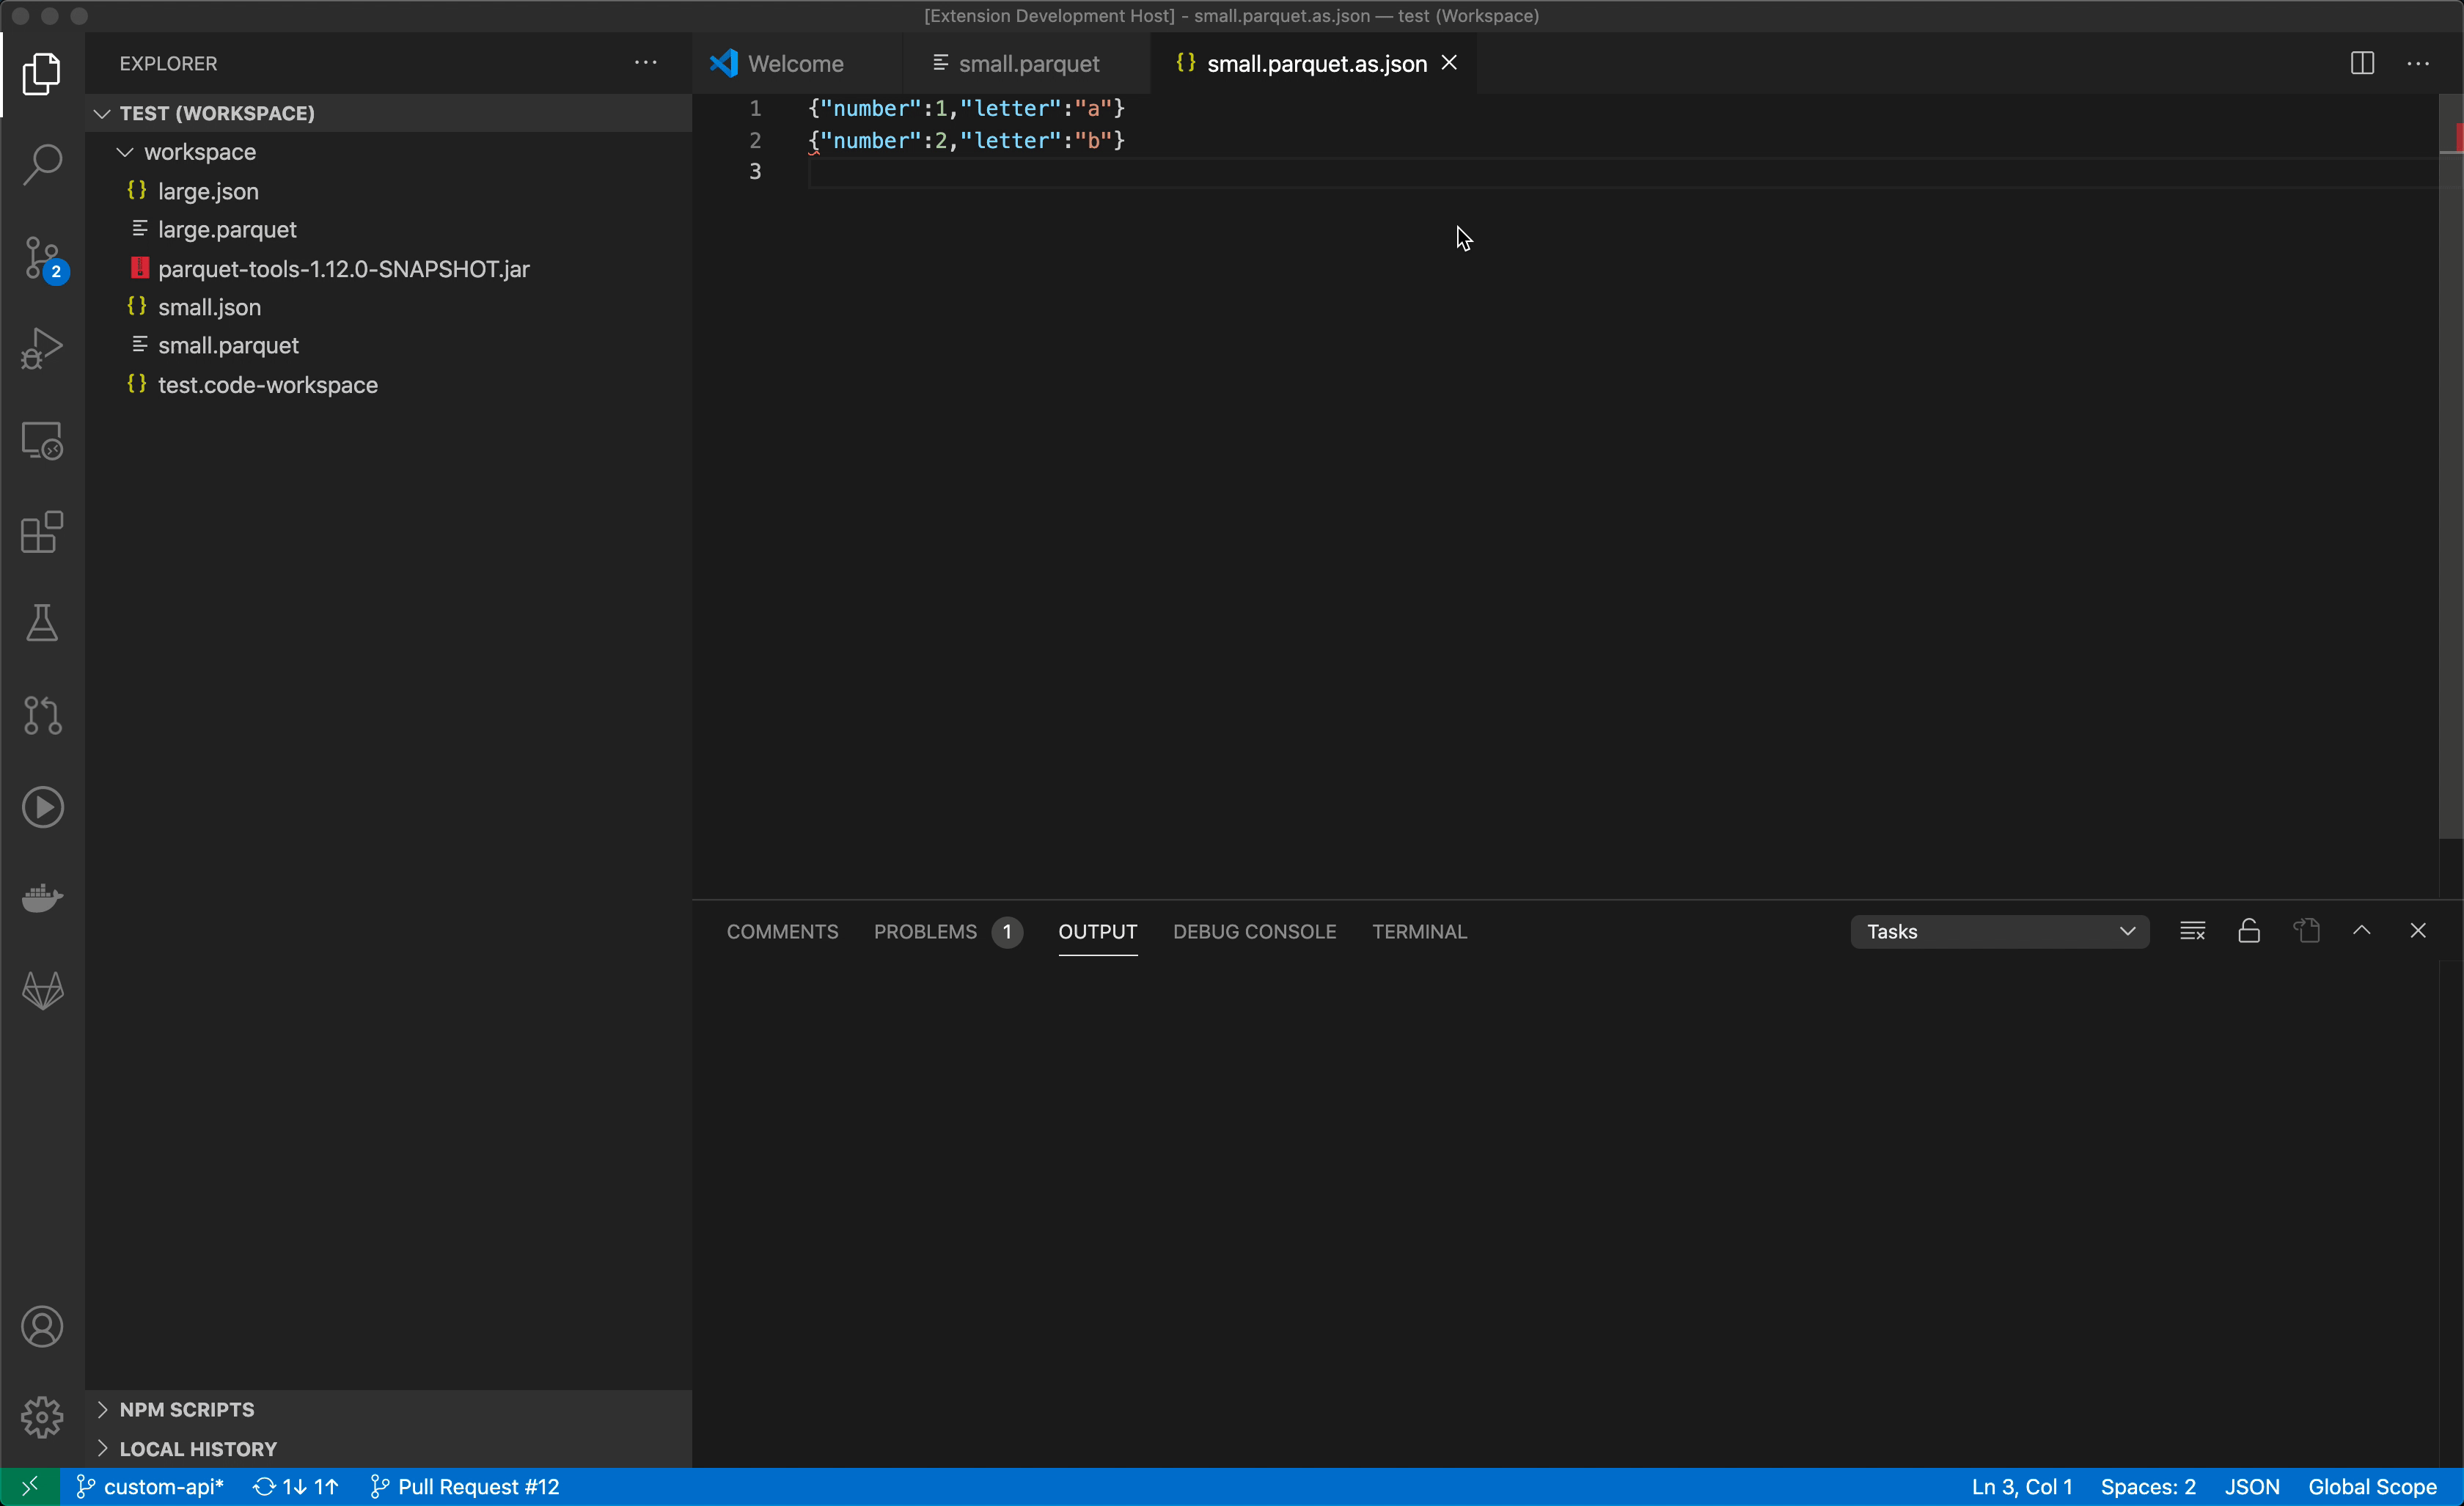 [Extension Development Host] - small.parquet.as.json — test (Workspace)
EXPLORER
TEST (WORKSPACE)
workspace
large.json
large.parquet
parquet-tools-1.12.0-SNAPSHOT.jar
small.json
small.parquet
test.code-workspace
NPM SCRIPTS
LOCAL HISTORY
2
Welcome
small.parquet
small.parquet.as.json
1 {"number":1,"letter":"a"}
2 {"number":2,"letter":"b"}
3
COMMENTS PROBLEMS 1 OUTPUT DEBUG CONSOLE TERMINAL Tasks
custom-api* 1↓ 1↑ Pull Request #12 Ln 3, Col 1 Spaces: 2 JSON Global Scope